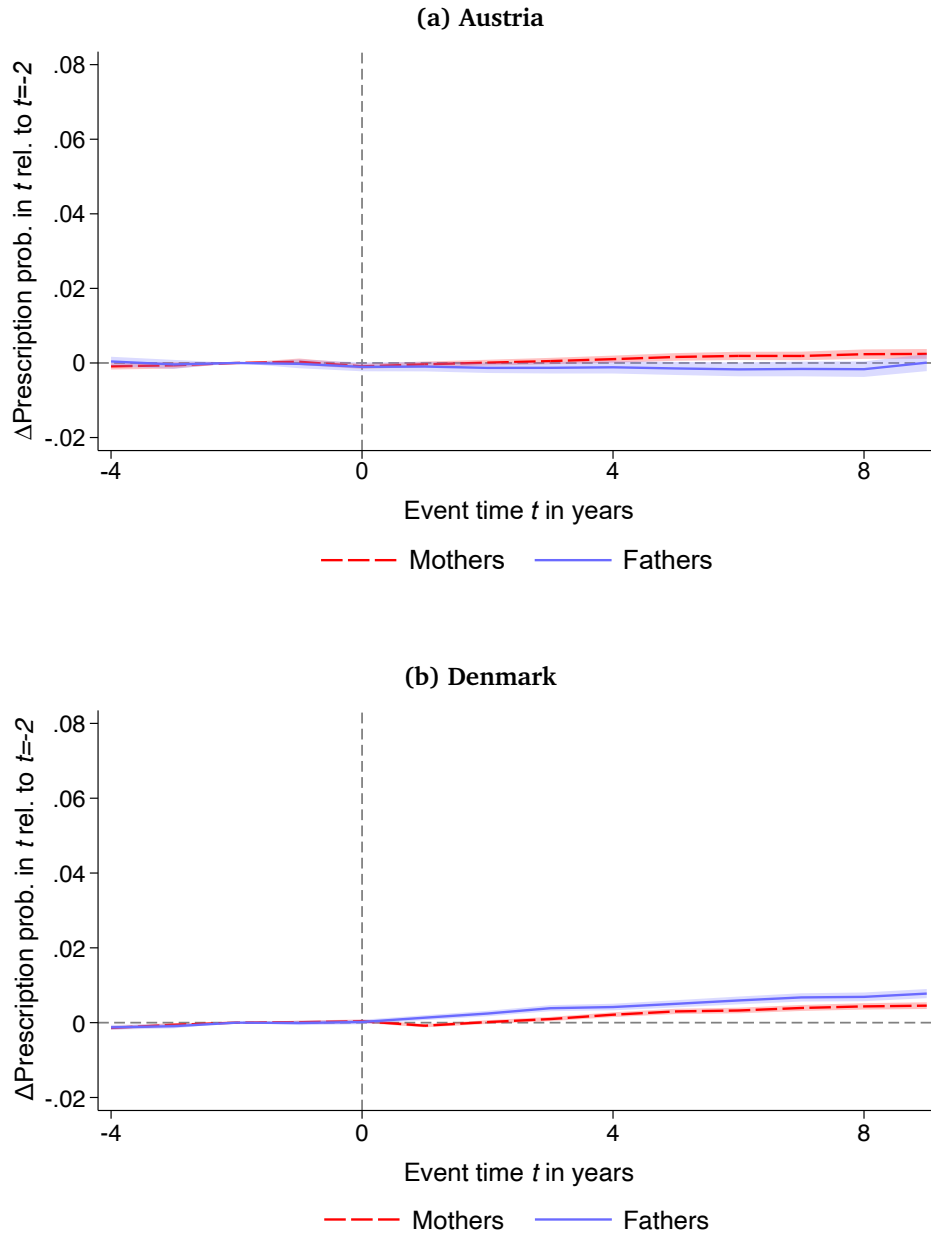 (a) Austria
ΔPrescription prob. in t rel. to t=-2
.08
.06
.04
.02
0
-.02
-4 0 4 8
Event time t in years
Mothers Fathers
(b) Denmark
ΔPrescription prob. in t rel. to t=-2
.08
.06
.04
.02
0
-.02
-4 0 4 8
Event time t in years
Mothers Fathers